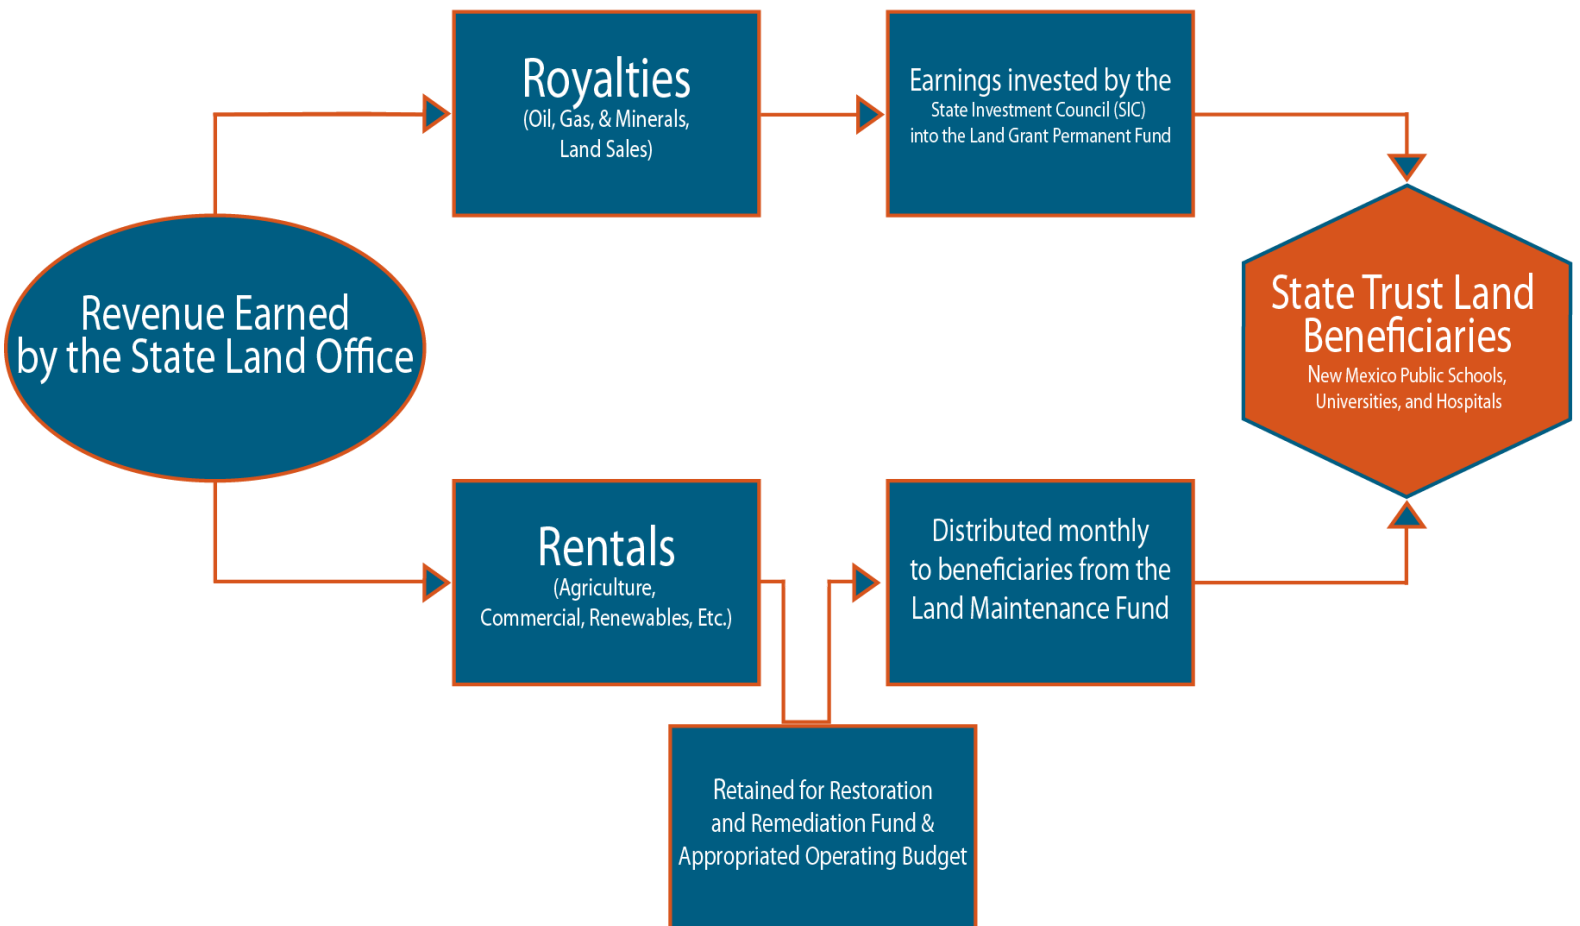 Revenue Earned
by the State Land Office
Royalties
(Oil, Gas, & Minerals,
Land Sales)
Earnings invested by the
State Investment Council (SIC)
into the Land Grant Permanent Fund
State Trust Land
Beneficiaries
New Mexico Public Schools,
Universities, and Hospitals
Rentals
(Agriculture,
Commercial, Renewables, Etc.)
Distributed monthly
to beneficiaries from the
Land Maintenance Fund
Retained for Restoration
and Remediation Fund &
Appropriated Operating Budget